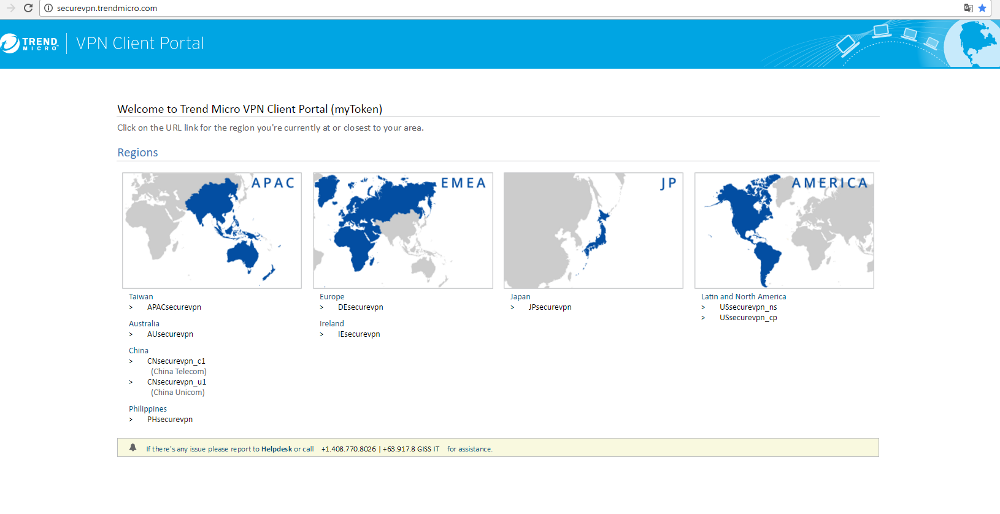 securevpn.trendmicro.com
TREND MICRO
VPN Client Portal
Welcome to Trend Micro VPN Client Portal (myToken)
Click on the URL link for the region you're currently at or closest to your area.
Regions
APAC
Taiwan
> APACsecurevpn
Australia
> AUsecurevpn
China
> CNsecurevpn_c1
(China Telecom)
> CNsecurevpn_u1
(China Unicom)
Philippines
> PHsecurevpn
EMEA
Europe
> DEsecurevpn
Ireland
> IEsecurevpn
JP
Japan
> JPsecurevpn
AMERICA
Latin and North America
> USsecurevpn_ns
> USsecurevpn_cp
If there's any issue please report to Helpdesk or call +1.408.770.8026 | +63.917.8 GISS IT for assistance.